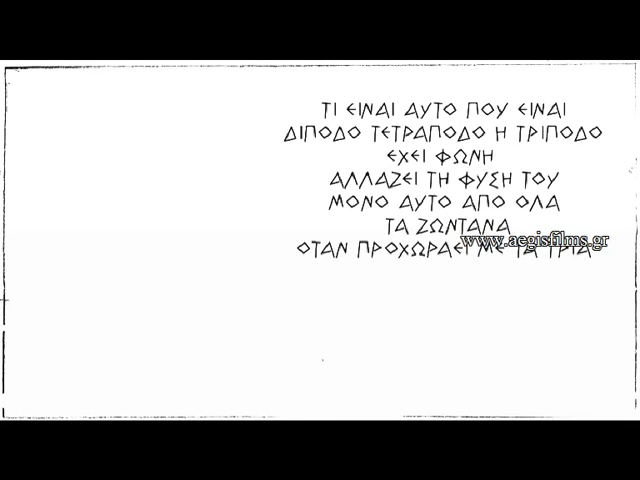 ΤΙ ΕΙΝΑΙ ΑΥΤΟ ΠΟΥ ΕΙΝΑΙ
ΔΙΠΟΔΟ ΤΕΤΡΑΠΟΔΟ Η ΤΡΙΠΟΔΟ
ΕΧΕΙ ΦΩΝΗ
ΑΛΛΑΖΕΙ ΤΗ ΦΥΣΗ ΤΟΥ
ΜΟΝΟ ΑΥΤΟ ΑΠΟ ΟΛΑ
ΤΑ ΖΩΝΤΑΝΑ
www.aegisfilms.gr
ΟΤΑΝ ΠΡΟΧΩΡΑΕΙ ΜΕ ΤΑ ΤΡΙΑ